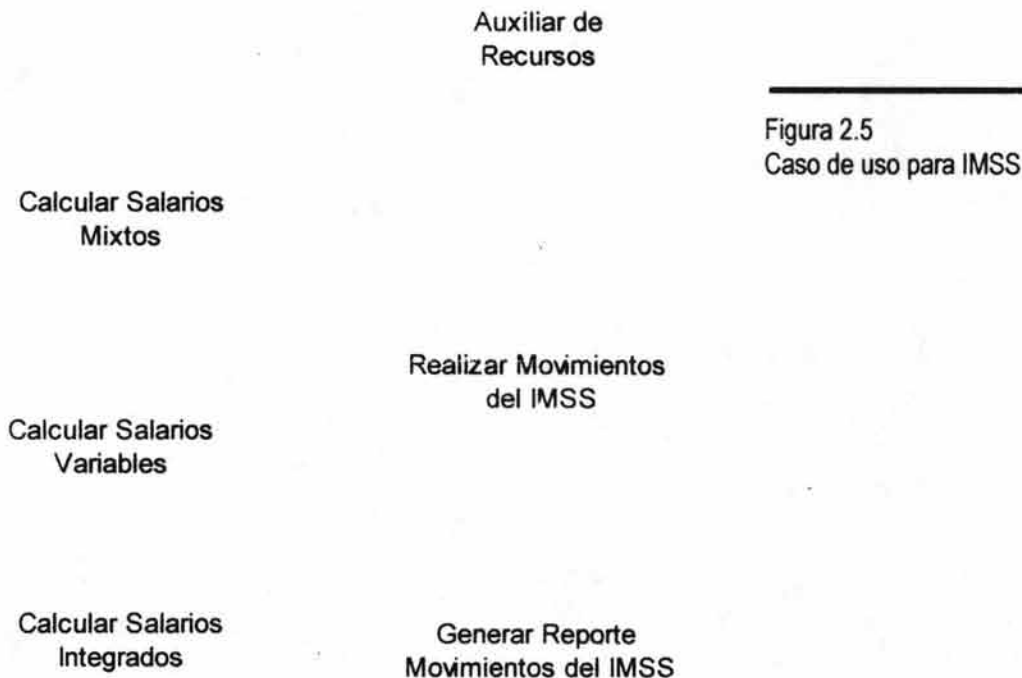 Auxiliar de
Recursos
Figura 2.5
Caso de uso para IMSS
Calcular Salarios
Mixtos
Realizar Movimientos
del IMSS
Calcular Salarios
Variables
Calcular Salarios
Integrados
Generar Reporte
Movimientos del IMSS